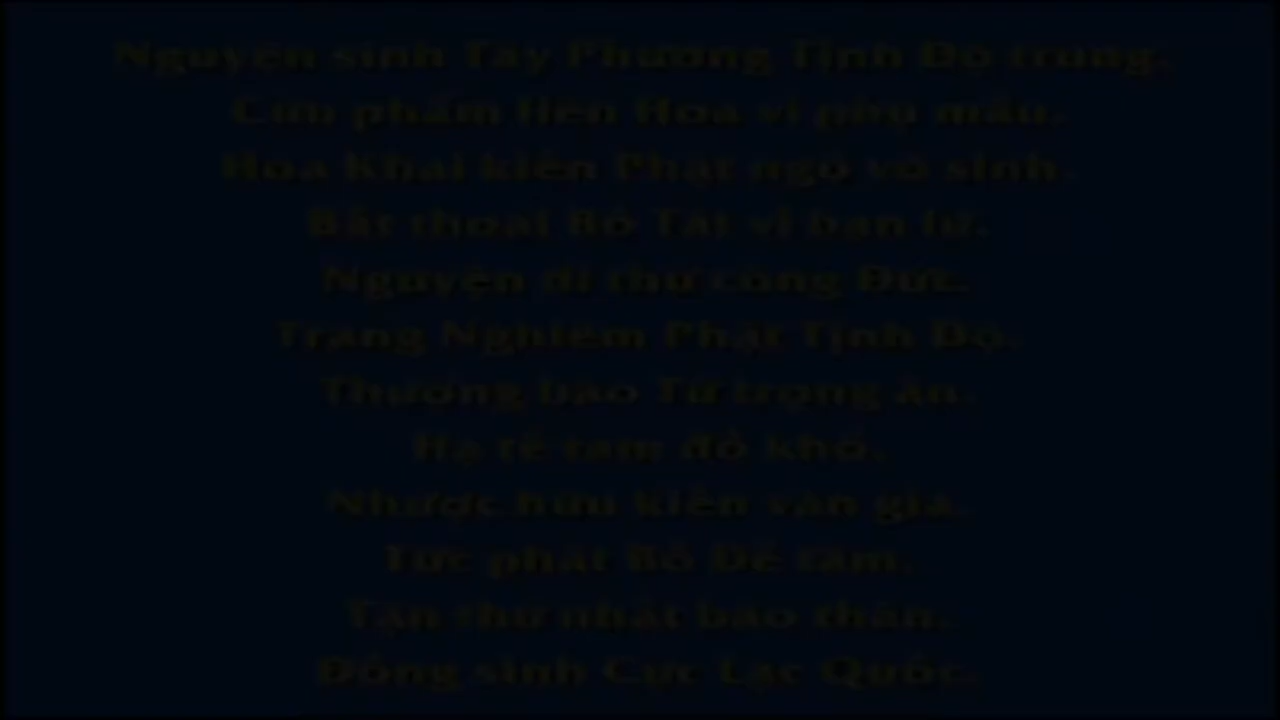 Nguyện sinh Tây Phương Tịnh Độ trung,
Cửu phẩm liên Hoa vi phụ mẫu.
Hoa Khai kiến Phật ngộ vô sinh.
Bất thoái Bồ Tát vi bạn lữ.
Nguyện dĩ thử công Đức.
Trang Nghiêm Phật Tịnh Độ.
Thượng báo Tứ trọng ân.
Hạ tế tam đồ khổ.
Nhược hữu kiến văn giả.
Tức phát Bồ Đề tâm.
Tận thử nhất báo thân.
Đồng sinh Cực Lạc Quốc.